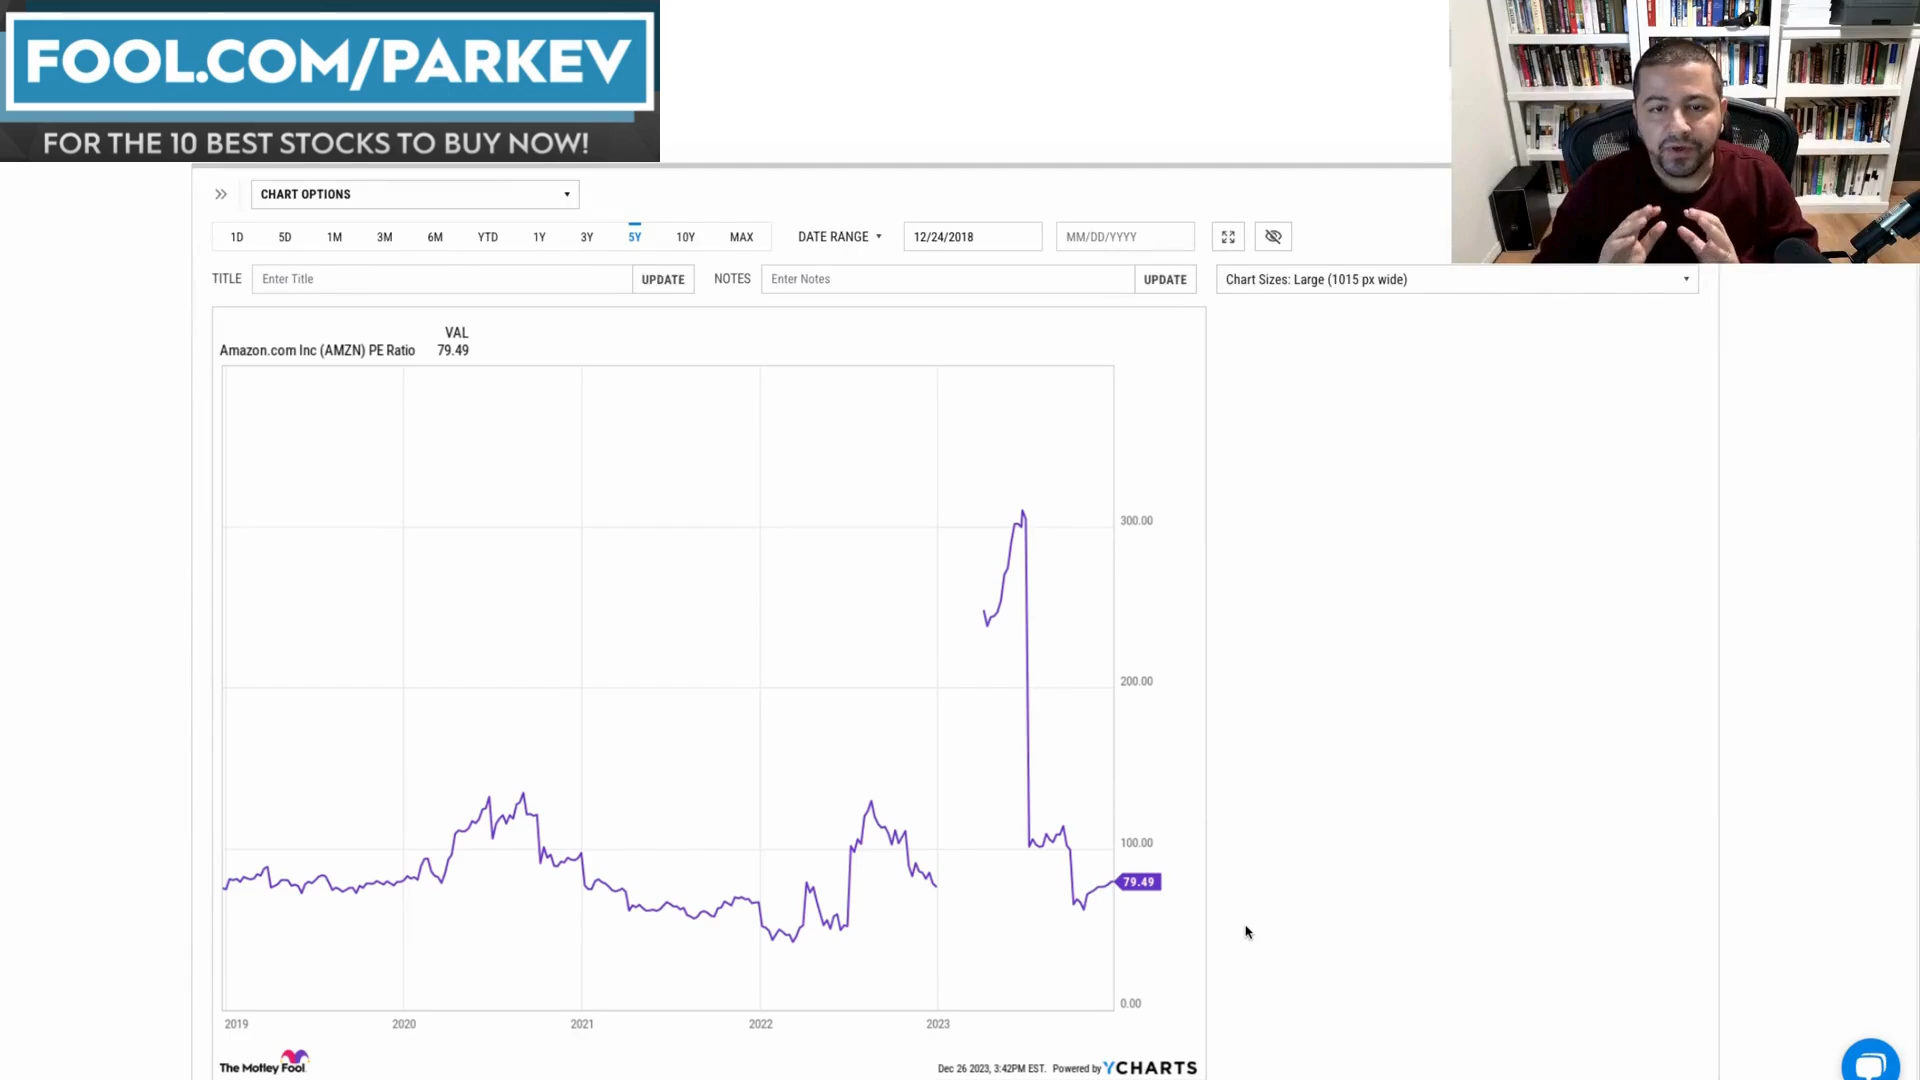 FOOL.COM/PARKEV
FOR THE 10 BEST STOCKS TO BUY NOW!
CHART OPTIONS
1D 5D 1M 3M 6M YTD 1Y 3Y 5Y 10Y MAX DATE RANGE 12/24/2018 MM/DD/YYYY
TITLE Enter Title UPDATE NOTES Enter Notes UPDATE Chart Sizes: Large (1015 px wide)
VAL
Amazon.com Inc (AMZN) PE Ratio 79.49
300.00
200.00
100.00
79.49
0.00
2019 2020 2021 2022 2023
The Motley Fool Dec 26 2023, 3:42PM EST. Powered by YCHARTS